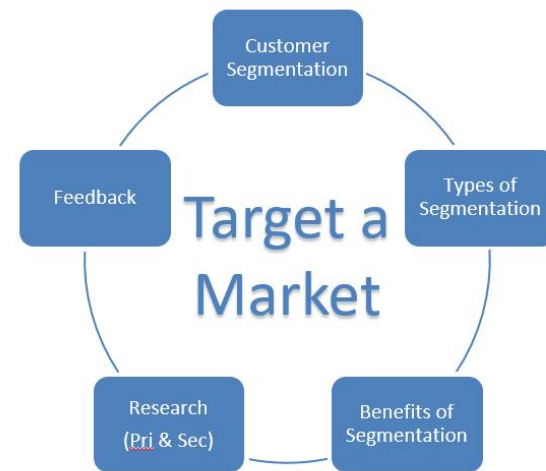 Customer
Segmentation
Types of
Segmentation
Benefits of
Segmentation
Research
(Pri & Sec)
Feedback
Target a
Market